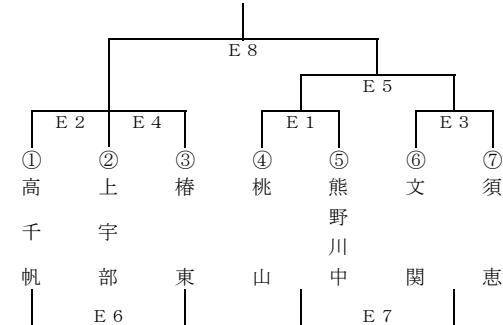 E8
E5
E2 E4 E1 E3
① ② ③ ④ ⑤ ⑥ ⑦
高千帆
上宇部
椿東
桃山
熊野川中
文関
須恵
E6 E7